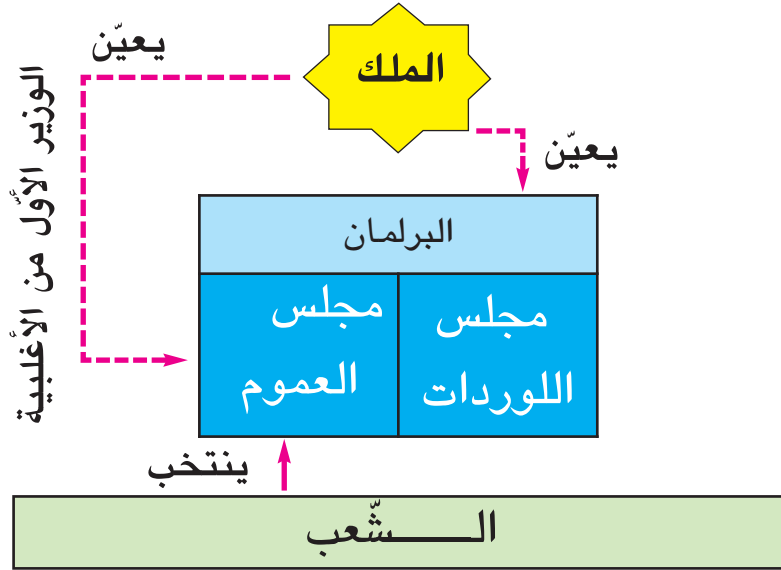 الملك
يعيّن
يعيّن
الوزير الأوّل من الأغلبية
البرلمان
مجلس
اللوردات
مجلس
العموم
ينتخب
الـــــشّعب